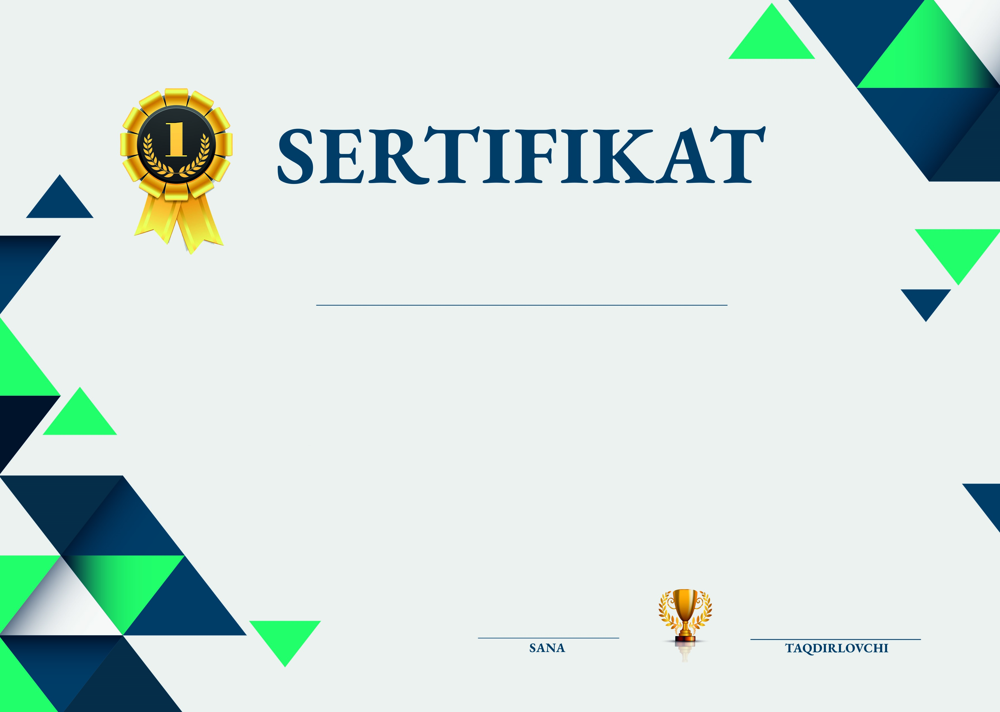 1
SERTIFIKAT
SANA
TAQDIRLOVCHI